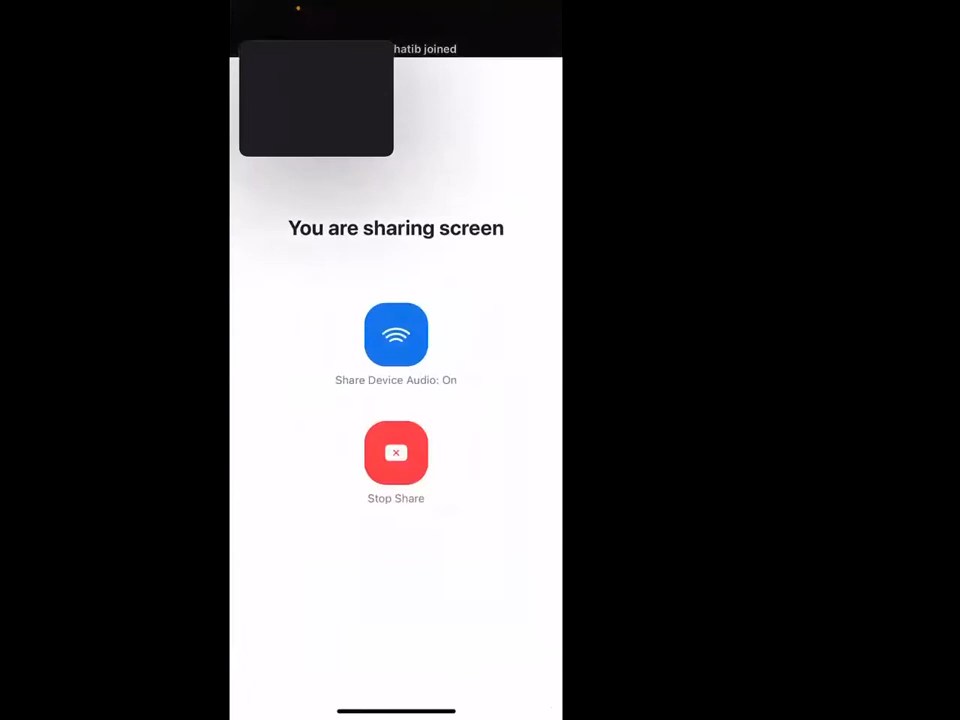 hatib joined
You are sharing screen
Share Device Audio: On
Stop Share